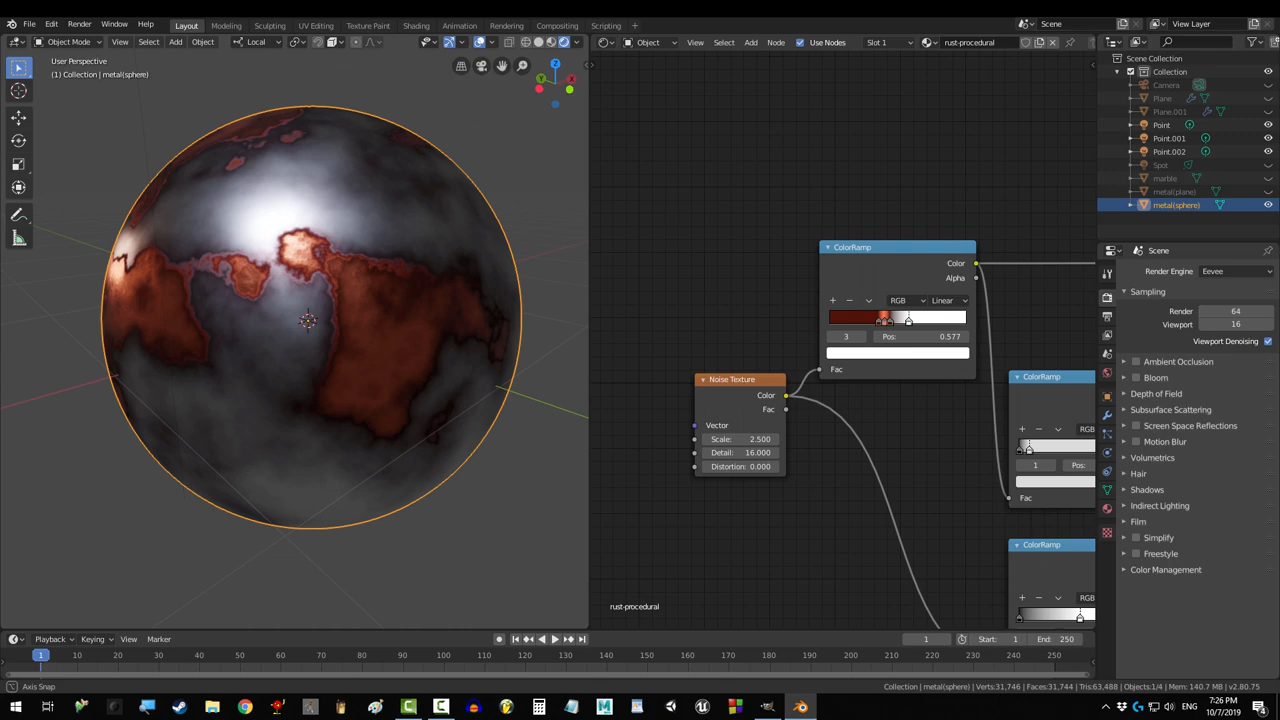 File Edit Render Window Help Layout Modeling Sculpting UV Editing Texture Paint Shading Animation Rendering Compositing Scripting Scene View Layer
Object Mode View Select Add Object Local Object View Select Add Node Use Nodes Slot 1 rust-procedural
User Perspective
(1) Collection | metal(sphere)
Z
Y
X
Scene Collection
Collection
Camera
Plane
Plane.001
Point
Point.001
Point.002
Spot
marble
metal(plane)
metal(sphere)
ColorRamp
Color
Alpha
RGB Linear
3 Pos: 0.577
Fac
Noise Texture
Color
Fac
Vector
Scale: 2.500
Detail: 16.000
Distortion: 0.000
ColorRamp
RGB
1 Pos:
Fac
ColorRamp
RGB
rust-procedural
Scene
Render Engine Eevee
Sampling
Render 64
Viewport 16
Viewport Denoising
Ambient Occlusion
Bloom
Depth of Field
Subsurface Scattering
Screen Space Reflections
Motion Blur
Volumetrics
Hair
Shadows
Indirect Lighting
Film
Simplify
Freestyle
Color Management
Playback Keying View Marker 1 Start: 1 End: 250
1 10 20 30 40 50 60 70 80 90 100 110 120 130 140 150 160 170 180 190 200 210 220 230 240 250
Axis Snap Collection | metal(sphere) | Verts:31,746 | Faces:31,744 | Tris:63,488 | Objects:1/4 | Mem: 140.7 MB | v2.80.75
7:26 PM
10/7/2019